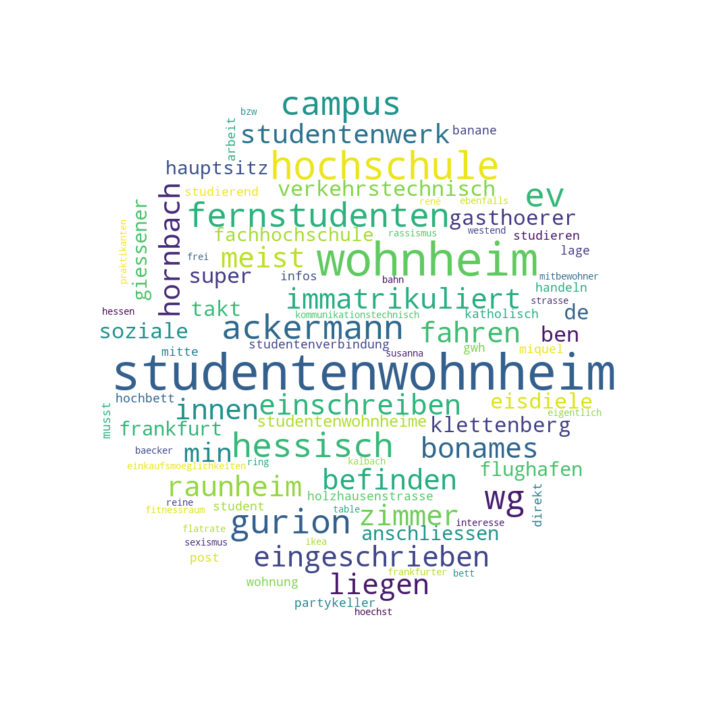 campus
bzw
arbeit
studentenwerk
banane
hauptsitz
hochschule
verkehrstechnisch
ev
studierend
rené
ebenfalls
fernstudenten
gasthoerer
hornbach
giessener
praktikanten
fachhochschule
rassismus
westend
studieren
frei
meist
wohnheim
lage
super
infos
bahn
mitbewohner
handeln
immatrikuliert
strasse
hessen
takt
kommunikationstechnisch
katholisch
de
soziale
ackermann
fahren
ben
mitte
studentenverbindung
susanna
gwh
miquel
studentenwohnheim
hochbett
innen
einschreiben
eisdiele
eigentlich
musst
frankfurt
studentenwohnheime
klettenberg
baecker
min
hessisch
bonames
einkaufsmoeglichkeiten
ring
kalbach
flughafen
raunheim
befinden
wg
direkt
reine
fitnessraum
student
holzhausenstrasse
table
zimmer
interesse
flatrate
gurion
anschliessen
sexismus
ikea
post
eingeschrieben
wohnung
liegen
frankfurter
bett
partykeller
hoechst